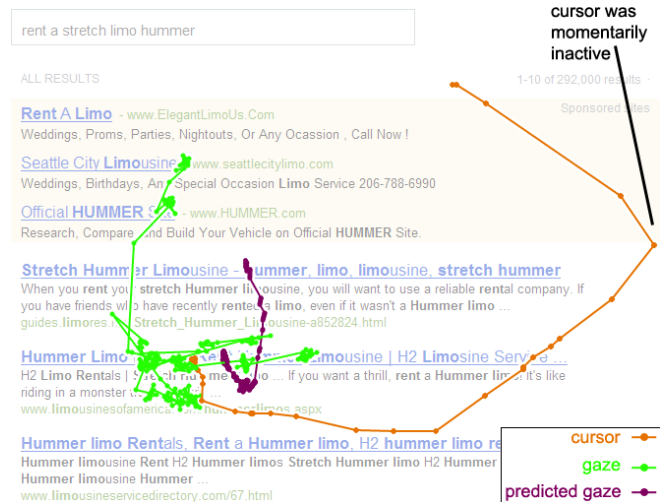 cursor was
momentarily
inactive
rent a stretch limo hummer
ALL RESULTS
1-10 of 292,000 results ·
Sponsored Sites
Rent A Limo - www.ElegantLimoUs.Com
Weddings, Proms, Parties, Nightouts, Or Any Ocassion , Call Now !
Seattle City Limousine www.seattlecitylimo.com
Weddings, Birthdays, And Special Occasion Limo Service 206-788-6990
Official HUMMER - www.HUMMER.com
Research, Compare and Build Your Vehicle on Official HUMMER Site.
Stretch Hummer Limousine - Hummer, limo, limousine, stretch hummer
When you rent your stretch Hummer limousine, you will want to use a reliable rental company. If
you have friends who have recently rented a limo, even if it wasn't a Hummer limo ...
guides.limores. Stretch_Hummer_Limousine-a852824.html
Hummer Limo Hummer Limousine | H2 Limosine Service ...
H2 Limo Rentals | Stretch limo ... If you want a thrill, rent a Hummer limo. It's like
riding in a monster
www.limousinesofamerica. hummerlimos.aspx
Hummer limo Rentals, Rent a Hummer limo, H2 hummer limo re
Hummer limousine Rent H2 Hummer limos Stretch Hummer limo H2 Hummer
Hummer limousine Hummer ...
www.limousineservicedirectory.com/67.html
cursor
gaze
predicted gaze